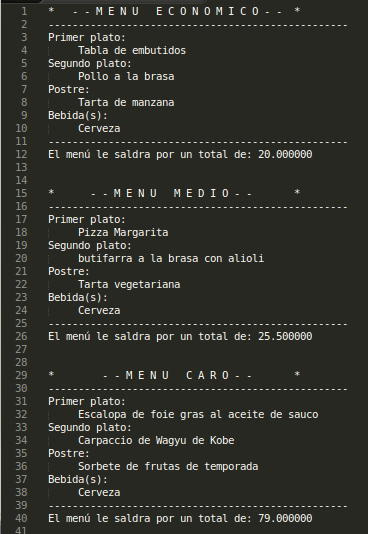 1 *  --MENU ECONOMICO-- *
2 --------------------------------------------------
3 Primer plato:
4 Tabla de embutidos
5 Segundo plato:
6 Pollo a la brasa
7 Postre:
8 Tarta de manzana
9 Bebida(s):
10 Cerveza
11 --------------------------------------------------
12 El menú le saldra por un total de: 20.000000
13
14
15 *    --MENU MEDIO--    *
16 --------------------------------------------------
17 Primer plato:
18 Pizza Margarita
19 Segundo plato:
20 butifarra a la brasa con alioli
21 Postre:
22 Tarta vegetariana
23 Bebida(s):
24 Cerveza
25 --------------------------------------------------
26 El menú le saldra por un total de: 25.500000
27
28
29 *     --MENU CARO--    *
30 --------------------------------------------------
31 Primer plato:
32 Escalopa de foie gras al aceite de sauco
33 Segundo plato:
34 Carpaccio de Wagyu de Kobe
35 Postre:
36 Sorbete de frutas de temporada
37 Bebida(s):
38 Cerveza
39 --------------------------------------------------
40 El menú le saldra por un total de: 79.000000
41